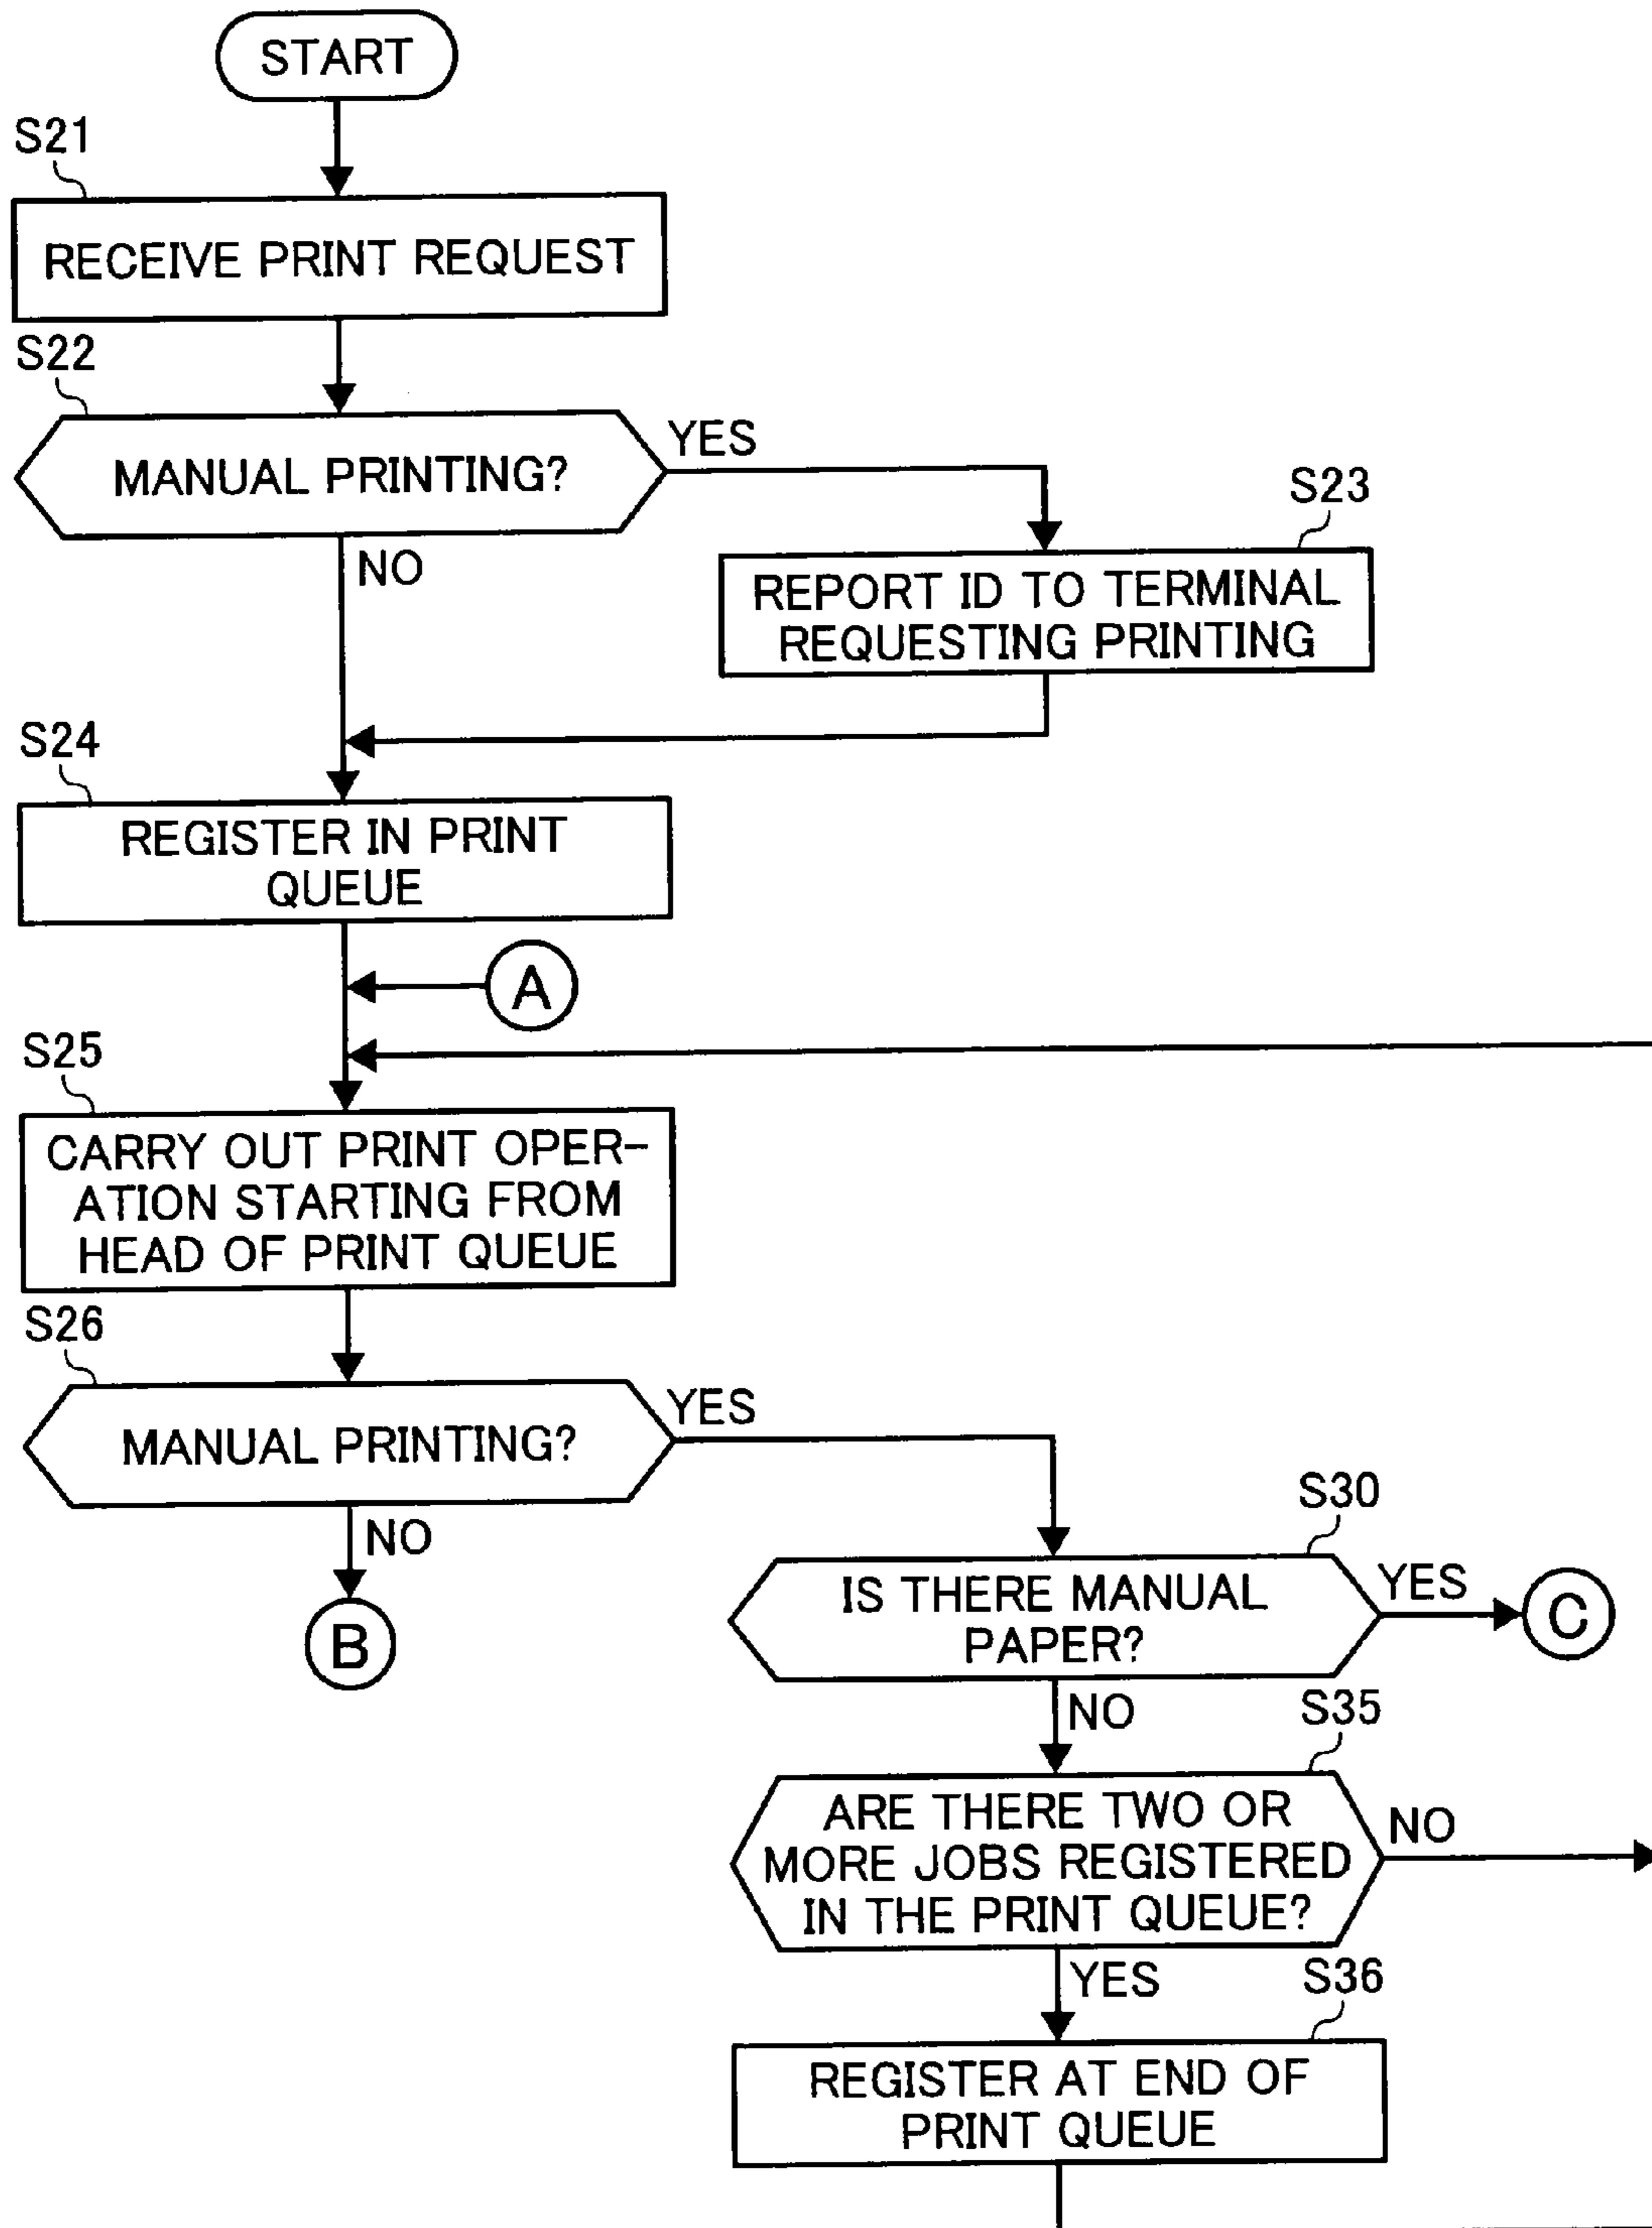 START
S21
RECEIVE PRINT REQUEST
S22
MANUAL PRINTING?
YES
NO
S23
REPORT ID TO TERMINAL
REQUESTING PRINTING
S24
REGISTER IN PRINT
QUEUE
A
S25
CARRY OUT PRINT OPER-
ATION STARTING FROM
HEAD OF PRINT QUEUE
S26
MANUAL PRINTING?
YES
NO
B
S30
IS THERE MANUAL
PAPER?
YES
C
NO
S35
ARE THERE TWO OR
MORE JOBS REGISTERED
IN THE PRINT QUEUE?
NO
YES
S36
REGISTER AT END OF
PRINT QUEUE